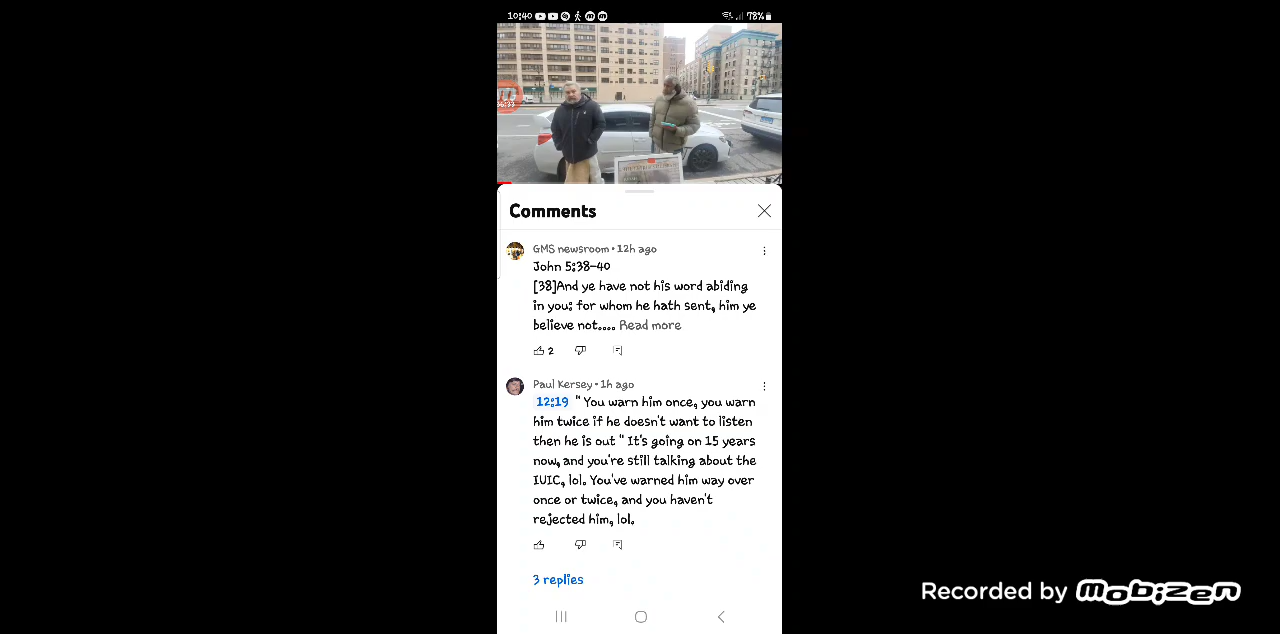 10:40
78%
Comments
GMS newsroom • 12h ago
John 5:38-40
[38]And ye have not his word abiding
in you: for whom he hath sent, him ye
believe not.... Read more
2
Paul Kersey • 1h ago
12:19 " You warn him once, you warn
him twice if he doesn't want to listen
then he is out " It's going on 15 years
now, and you're still talking about the
IUIC, lol. You've warned him way over
once or twice, and you haven't
rejected him, lol.
3 replies
Recorded by mobizen